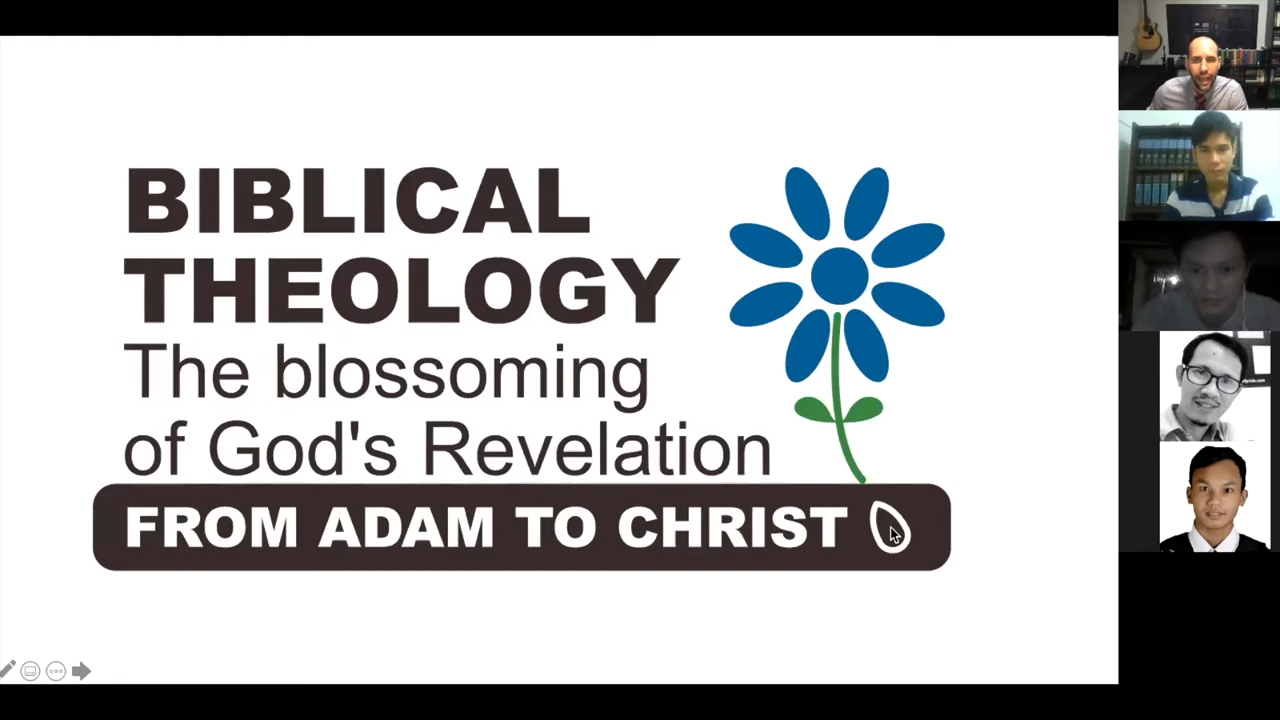 BIBLICAL
THEOLOGY
The blossoming
of God's Revelation
FROM ADAM TO CHRIST